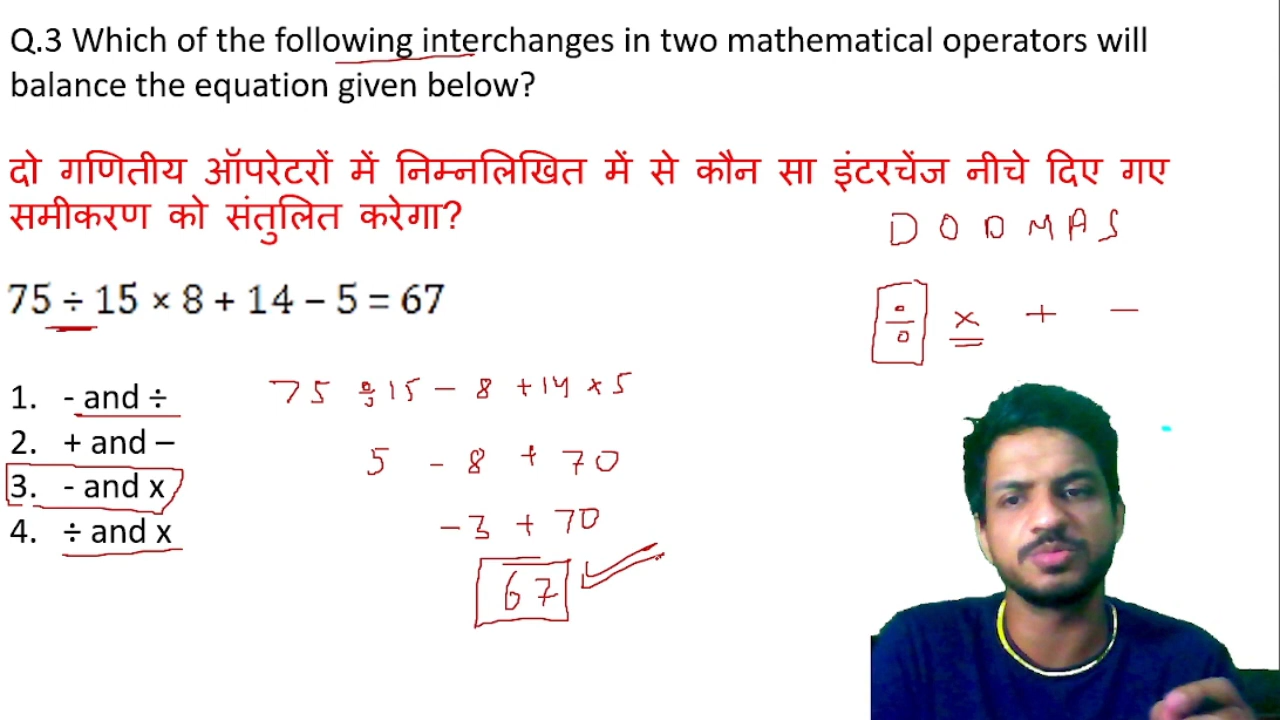 Q.3 Which of the following interchanges in two mathematical operators will
balance the equation given below?
दो गणितीय ऑपरेटरों में निम्नलिखित में से कौन सा इंटरचेंज नीचे दिए गए
समीकरण को संतुलित करेगा?
D O D M A S
75 ÷ 15 × 8 + 14 – 5 = 67
÷ × + −
1. - and ÷
2. + and –
3. - and x
4. ÷ and x
75 ÷ 15 − 8 + 14 × 5
5 − 8 + 70
−3 + 70
67